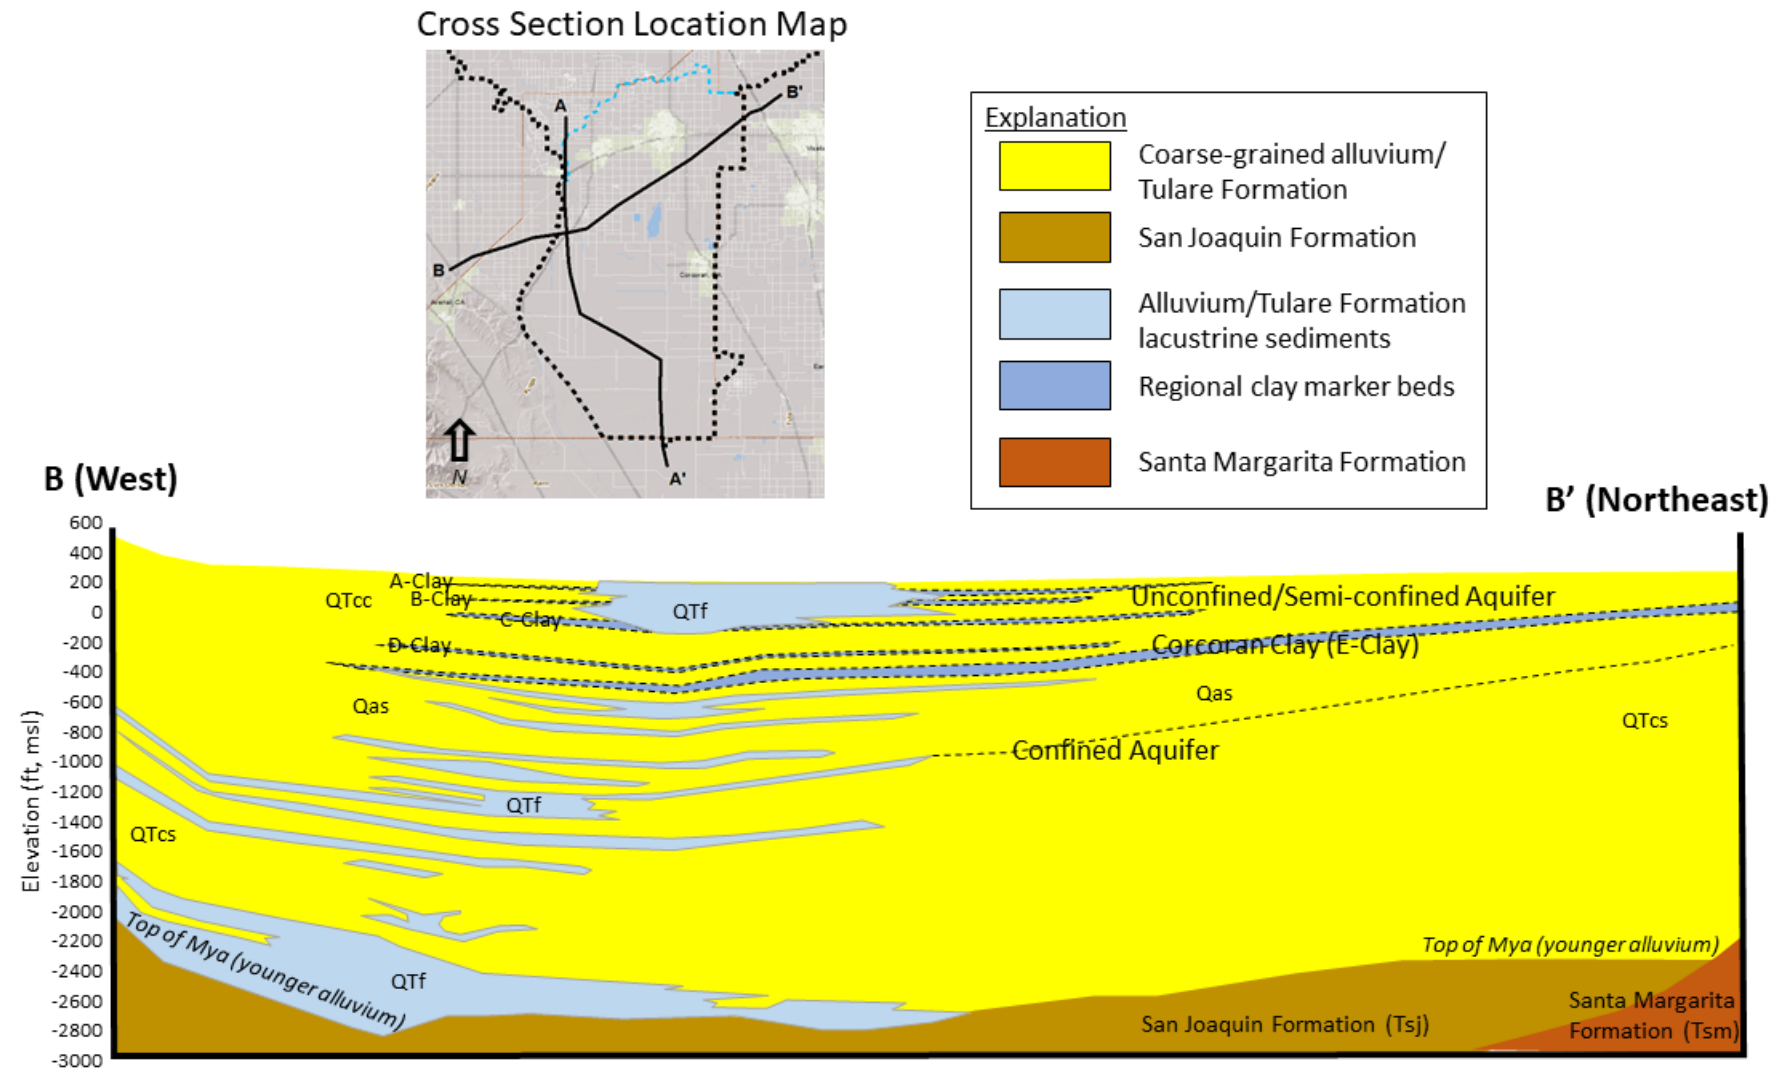 Cross Section Location Map
A
B'
B
Avenal, CA
Corcoran, CA
N
A'
Explanation
Coarse-grained alluvium/
Tulare Formation
San Joaquin Formation
Alluvium/Tulare Formation
lacustrine sediments
Regional clay marker beds
Santa Margarita Formation
B (West)
B’ (Northeast)
Elevation (ft, msl)
600
400
200
0
-200
-400
-600
-800
-1000
-1200
-1400
-1600
-1800
-2000
-2200
-2400
-2600
-2800
-3000
A-Clay
QTcc
B-Clay
C-Clay
D-Clay
QTf
Unconfined/Semi-confined Aquifer
Corcoran Clay (E-Clay)
Qas
Qas
QTcs
Confined Aquifer
QTf
QTcs
Top of Mya (younger alluvium)
QTf
Top of Mya (younger alluvium)
San Joaquin Formation (Tsj)
Santa Margarita
Formation (Tsm)